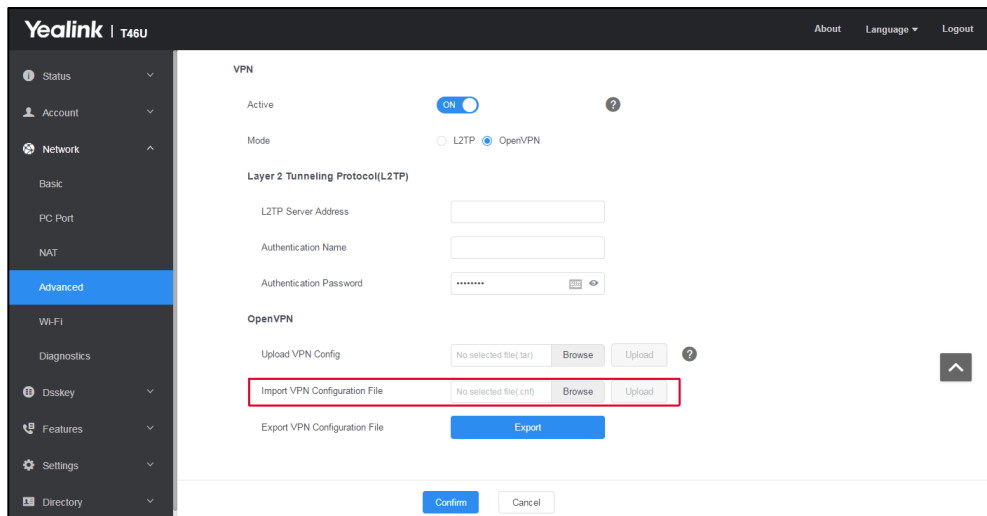 Yealink | T46U
About Language Logout
Status
Account
Network
Basic
PC Port
NAT
Advanced
Wi-Fi
Diagnostics
Dsskey
Features
Settings
Directory
VPN
Active ON ?
Mode L2TP OpenVPN
Layer 2 Tunneling Protocol(L2TP)
L2TP Server Address
Authentication Name
Authentication Password ••••••••
OpenVPN
Upload VPN Config No selected file(.tar) Browse Upload ?
Import VPN Configuration File No selected file(.cnf) Browse Upload
Export VPN Configuration File Export
Confirm Cancel